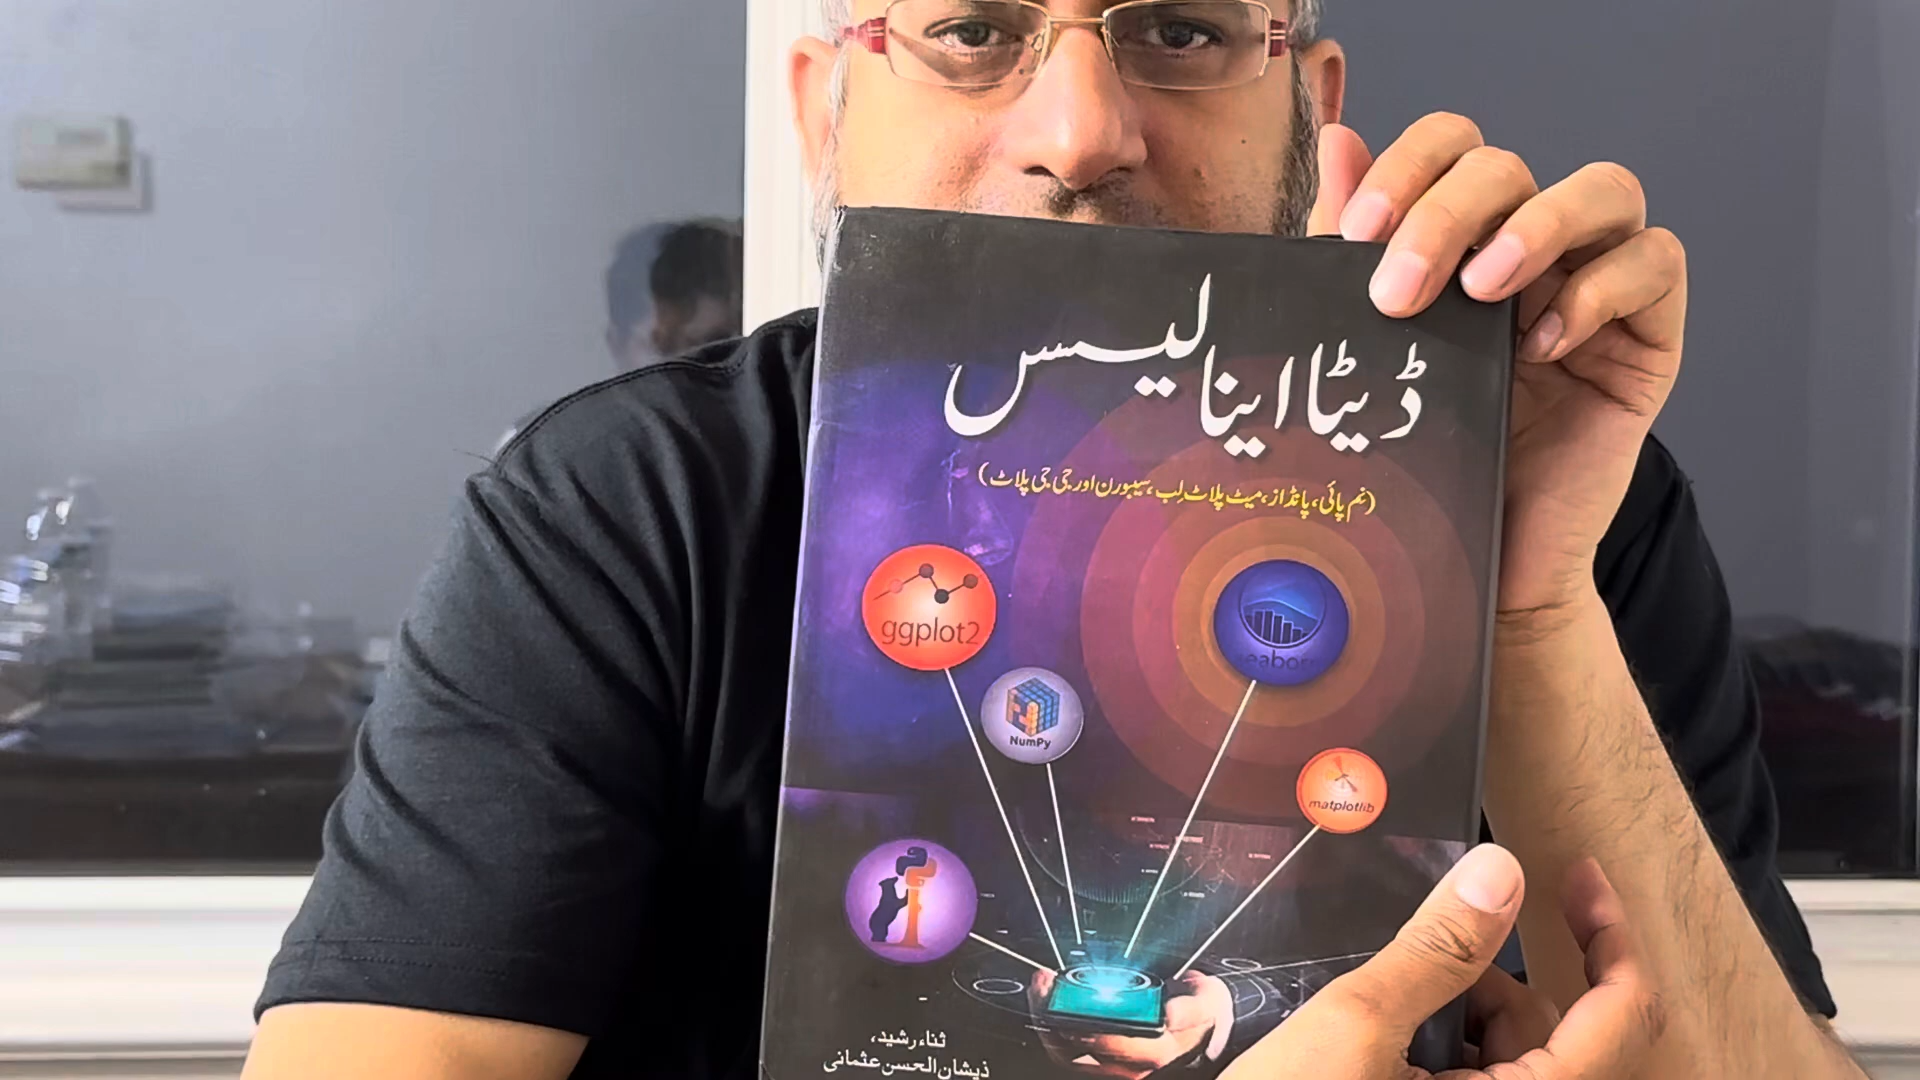 ڈیٹا اینالیسس
(نم پائی، پانڈاز، میٹ پلاٹ لِب، سیبورن اور جی جی پلاٹ)
ggplot2
eabor
NumPy
matplotlib
ثناء رشید،
ذیشان الحسن عثمانی